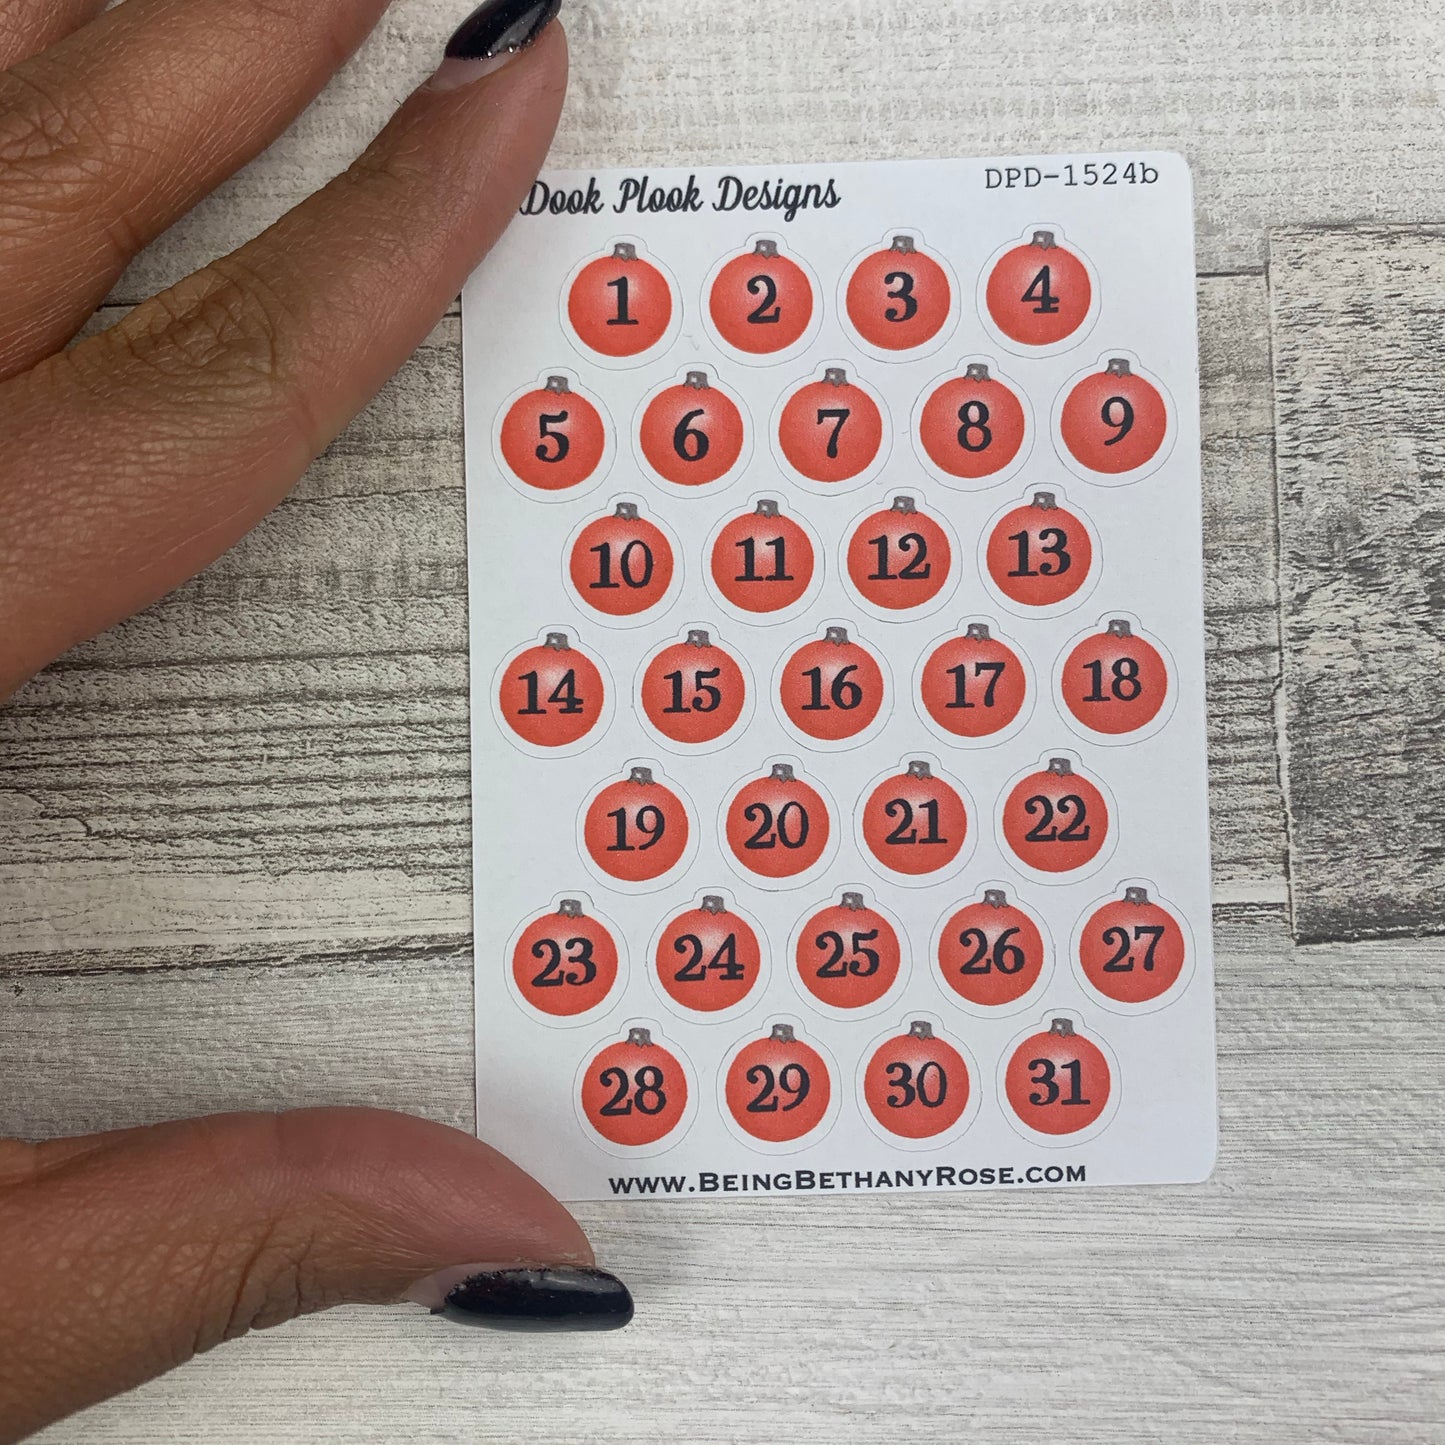 Dook Plook Designs DPD-1524b
1 2 3 4
5 6 7 8 9
10 11 12 13
14 15 16 17 18
19 20 21 22
23 24 25 26 27
28 29 30 31
www.BeingBethanyRose.com